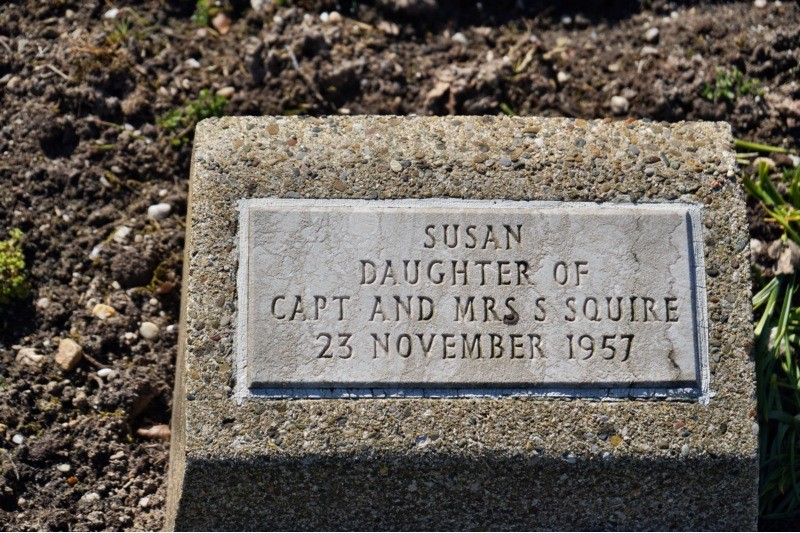 SUSAN
DAUGHTER OF
CAPT AND MRS S SQUIRE
23 NOVEMBER 1957